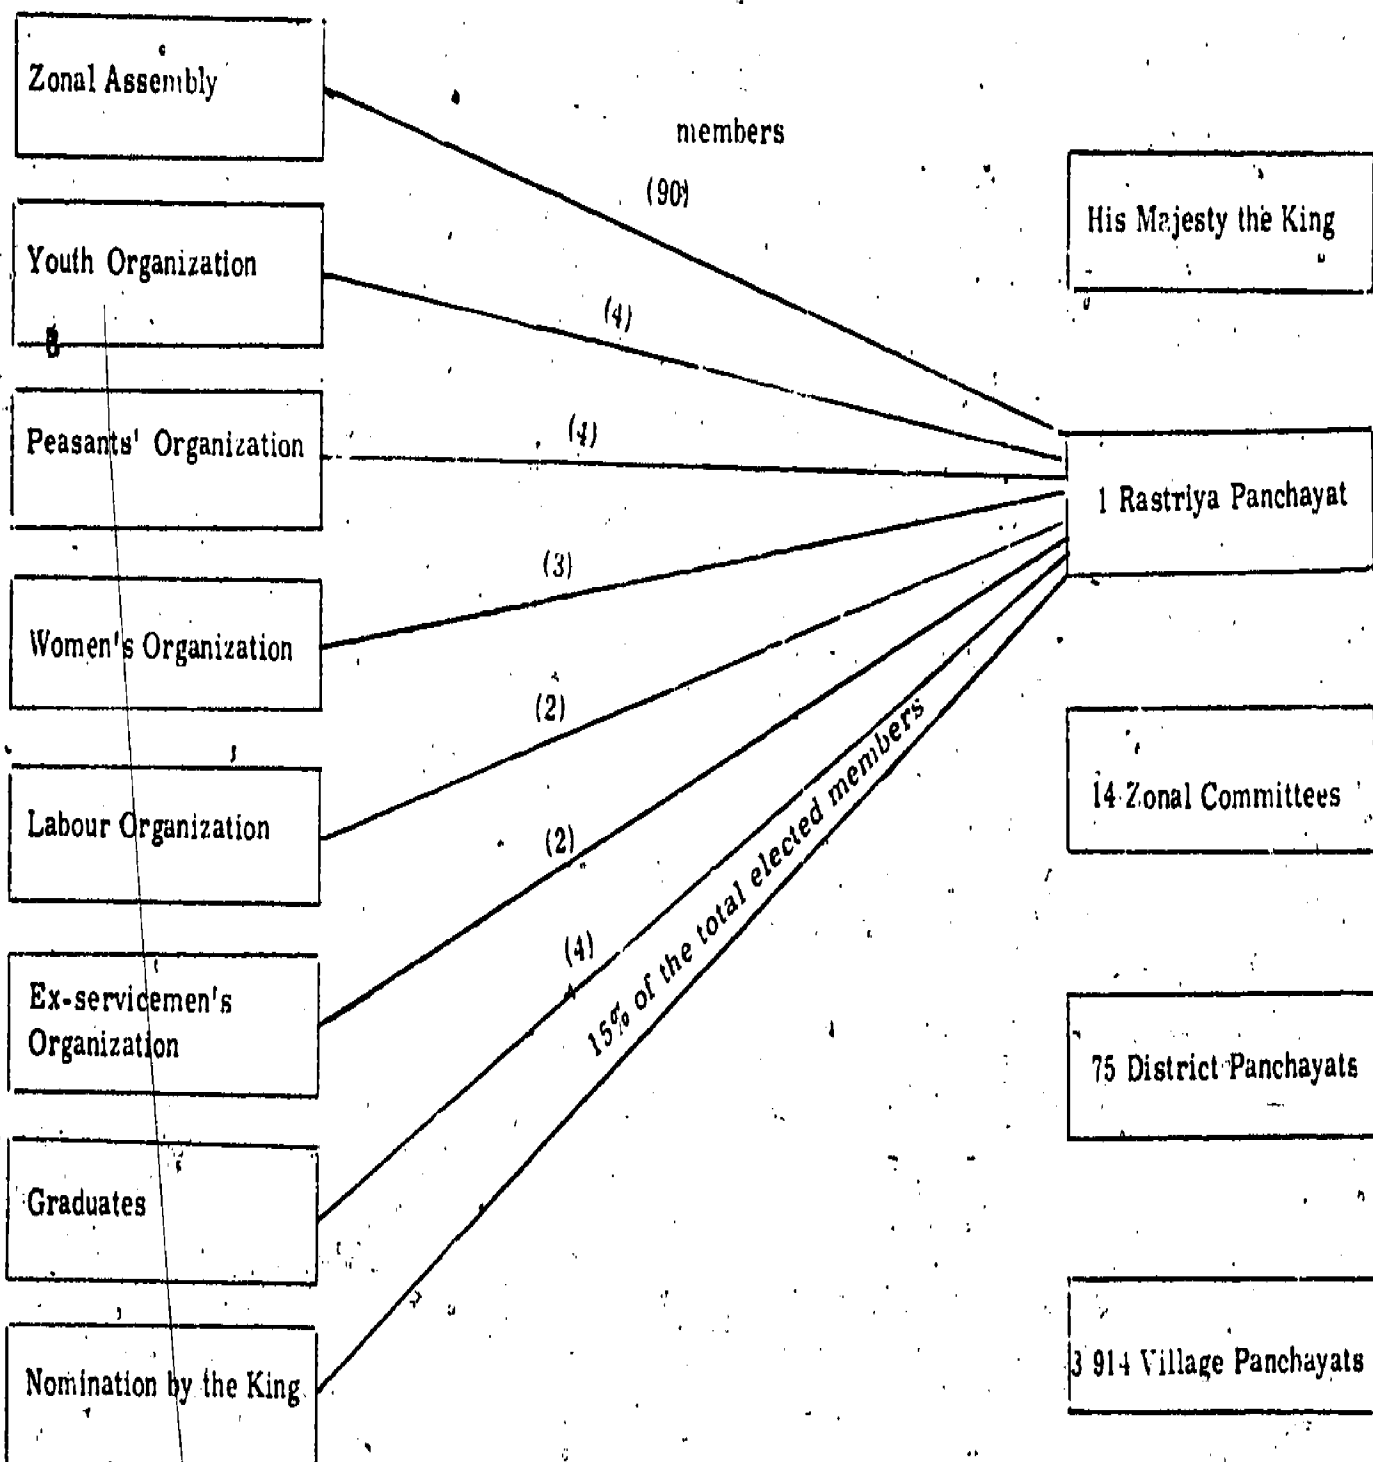 Zonal Assembly
Youth Organization
Peasants' Organization
Women's Organization
Labour Organization
Ex-servicemen's
Organization
Graduates
Nomination by the King
members
(90)
(4)
(4)
(3)
(2)
(2)
(4)
15% of the total elected members
His Majesty the King
1 Rastriya Panchayat
14 Zonal Committees
75 District Panchayats
3 914 Village Panchayats